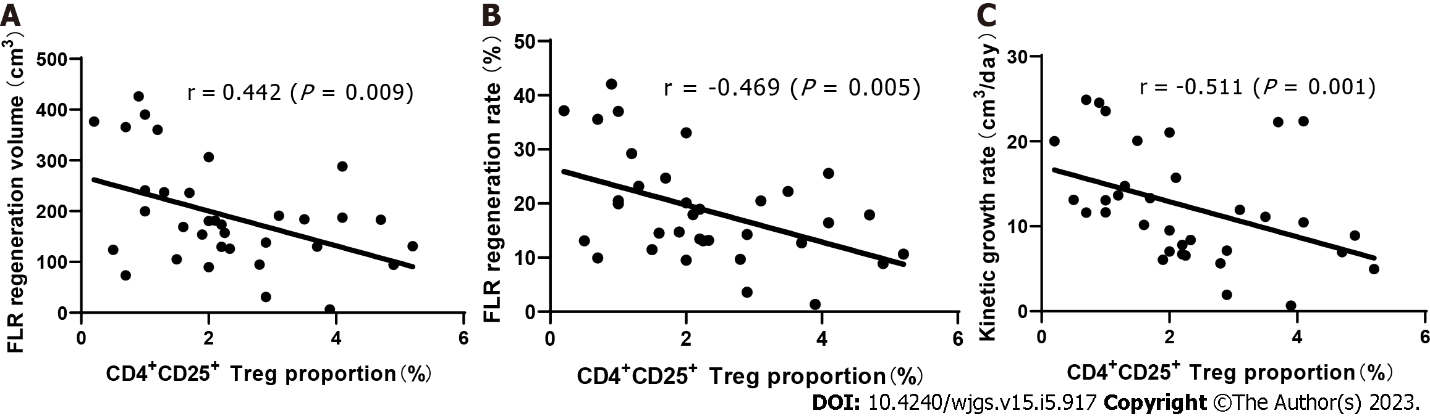 A
FLR regeneration volume (cm³)
500
400
300
200
100
0
r = 0.442 (P = 0.009)
0 2 4 6
CD4⁺CD25⁺ Treg proportion (%)
B
FLR regeneration rate (%)
50
40
30
20
10
0
r = -0.469 (P = 0.005)
0 2 4 6
CD4⁺CD25⁺ Treg proportion (%)
C
Kinetic growth rate (cm³/day)
30
20
10
0
r = -0.511 (P = 0.001)
0 2 4 6
CD4⁺CD25⁺ Treg proportion (%)
DOI: 10.4240/wjgs.v15.i5.917 Copyright ©The Author(s) 2023.